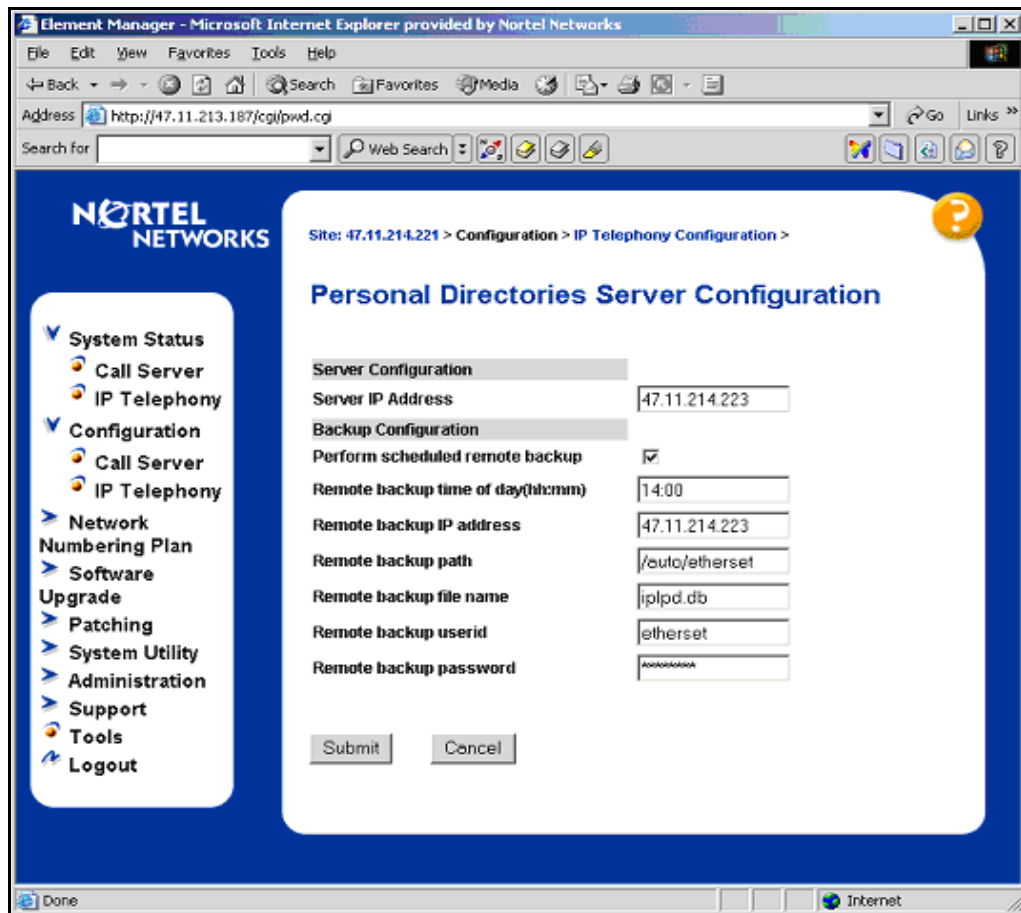 Element Manager - Microsoft Internet Explorer provided by Nortel Networks
File Edit View Favorites Tools Help
Back Search Favorites Media
Address http://47.11.213.187/cgi/pwd.cgi Go Links »
Search for Web Search
NORTEL
NETWORKS
Site: 47.11.214.221 > Configuration > IP Telephony Configuration >
Personal Directories Server Configuration
System Status
Call Server
IP Telephony
Configuration
Call Server
IP Telephony
Network
Numbering Plan
Software
Upgrade
Patching
System Utility
Administration
Support
Tools
Logout
Server Configuration
Server IP Address 47.11.214.223
Backup Configuration
Perform scheduled remote backup
Remote backup time of day(hh:mm) 14:00
Remote backup IP address 47.11.214.223
Remote backup path /auto/etherset
Remote backup file name iplpd.db
Remote backup userid etherset
Remote backup password ********
Submit Cancel
Done Internet